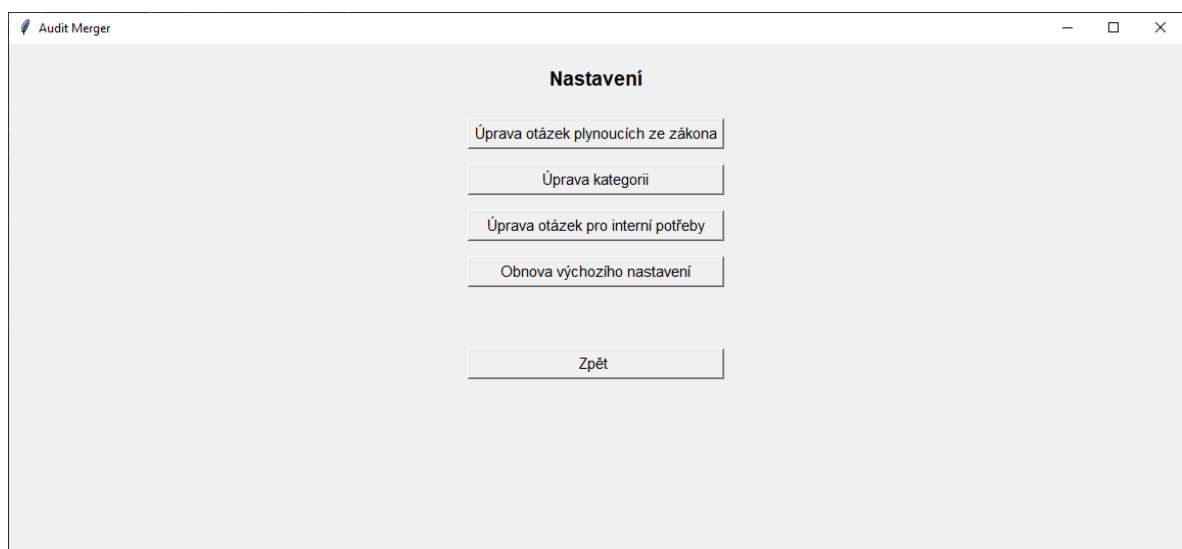 Audit Merger
Nastavení
Úprava otázek plynoucích ze zákona
Úprava kategorii
Úprava otázek pro interní potřeby
Obnova výchozího nastavení
Zpět